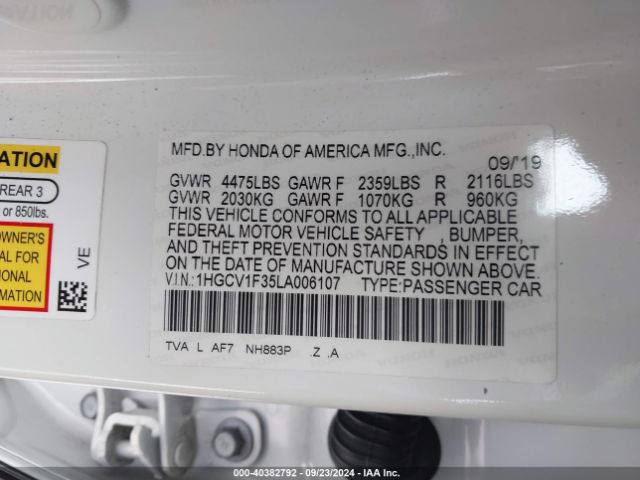 ATION
REAR 3
or 850lbs.
OWNER'S
AL FOR
TIONAL
RMATION
VE
MFD.BY HONDA OF AMERICA MFG.,INC.
09/'19
GVWR 4475LBS GAWR F 2359LBS R 2116LBS
GVWR 2030KG GAWR F 1070KG R 960KG
THIS VEHICLE CONFORMS TO ALL APPLICABLE
FEDERAL MOTOR VEHICLE SAFETY , BUMPER,
AND THEFT PREVENTION STANDARDS IN EFFECT
ON THE DATE OF MANUFACTURE SHOWN ABOVE.
V.I.N.:1HGCV1F35LA006107 TYPE:PASSENGER CAR
TVA L AF7 NH883P .Z .A
000-40382792 - 09/23/2024 - IAA Inc.